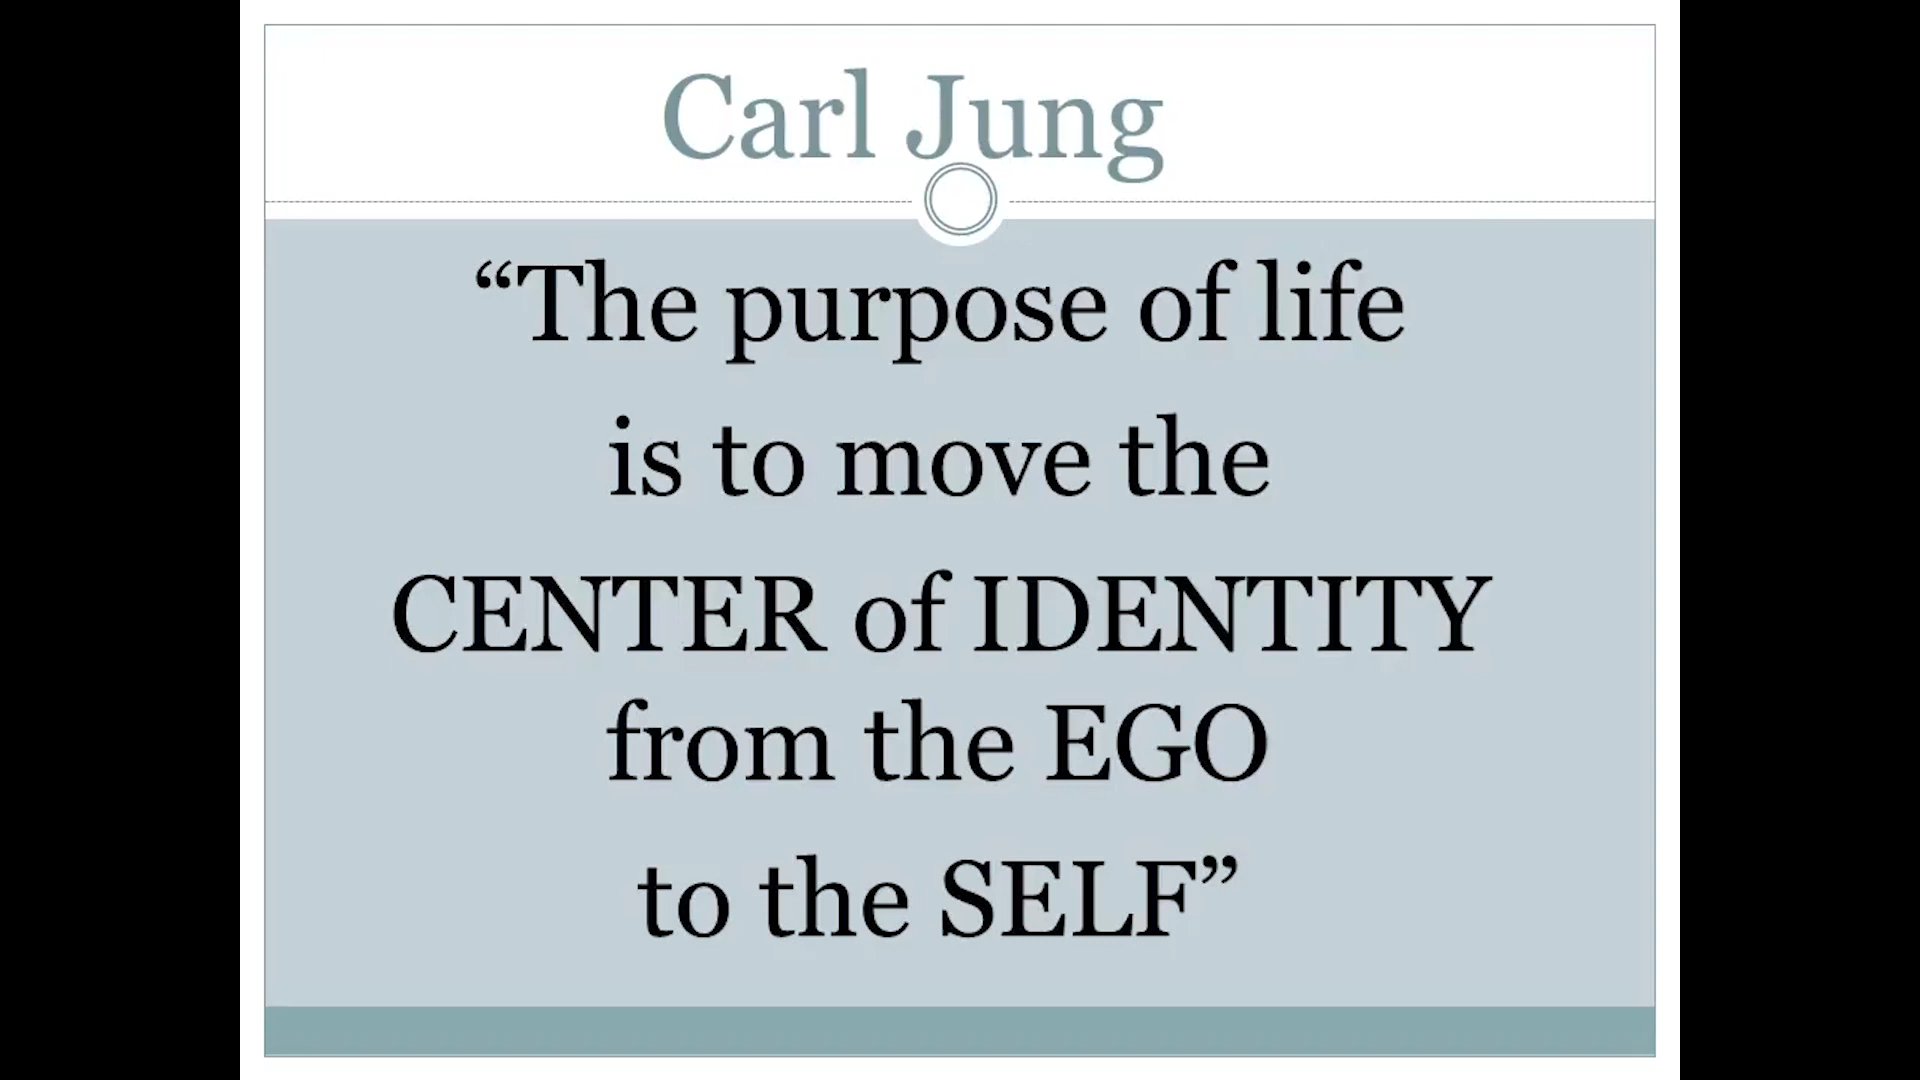 Carl Jung
“The purpose of life
is to move the
CENTER of IDENTITY
from the EGO
to the SELF”